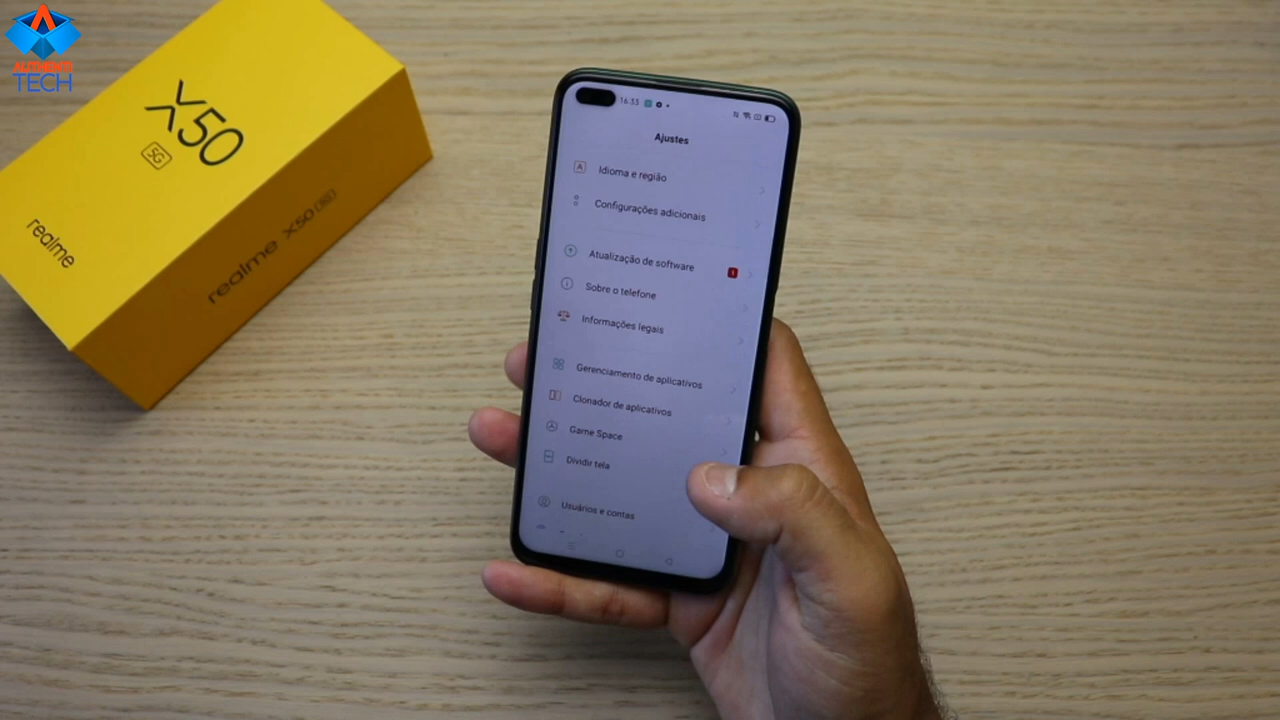 AUTHENTI
TECH
X50
5G
realme
realme X50 5G
16:33
Ajustes
Idioma e região
Configurações adicionais
Atualização de software
1
Sobre o telefone
Informações legais
Gerenciamento de aplicativos
Clonador de aplicativos
Game Space
Dividir tela
Usuários e contas